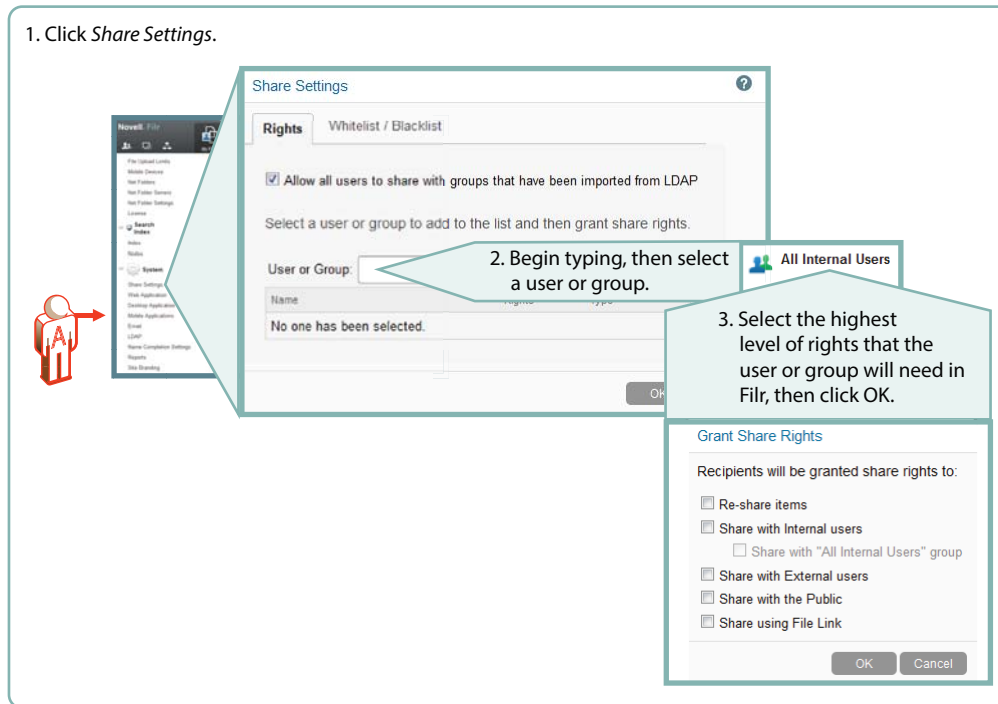 1. Click Share Settings.
Novell Filr
File Upload Limits
Mobile Devices
Net Folders
Net Folder Servers
Net Folder Settings
License
Search
Index
Index
Nodes
System
Share Settings
Web Application
Desktop Application
Mobile Applications
Email
LDAP
Name Completion Settings
Reports
Site Branding
A
Share Settings
?
Rights
Whitelist / Blacklist
Allow all users to share with groups that have been imported from LDAP
Select a user or group to add to the list and then grant share rights.
User or Group:
2. Begin typing, then select
a user or group.
All Internal Users
Name
No one has been selected.
3. Select the highest
level of rights that the
user or group will need in
Filr, then click OK.
Grant Share Rights
Recipients will be granted share rights to:
Re-share items
Share with Internal users
Share with "All Internal Users" group
Share with External users
Share with the Public
Share using File Link
OK
Cancel